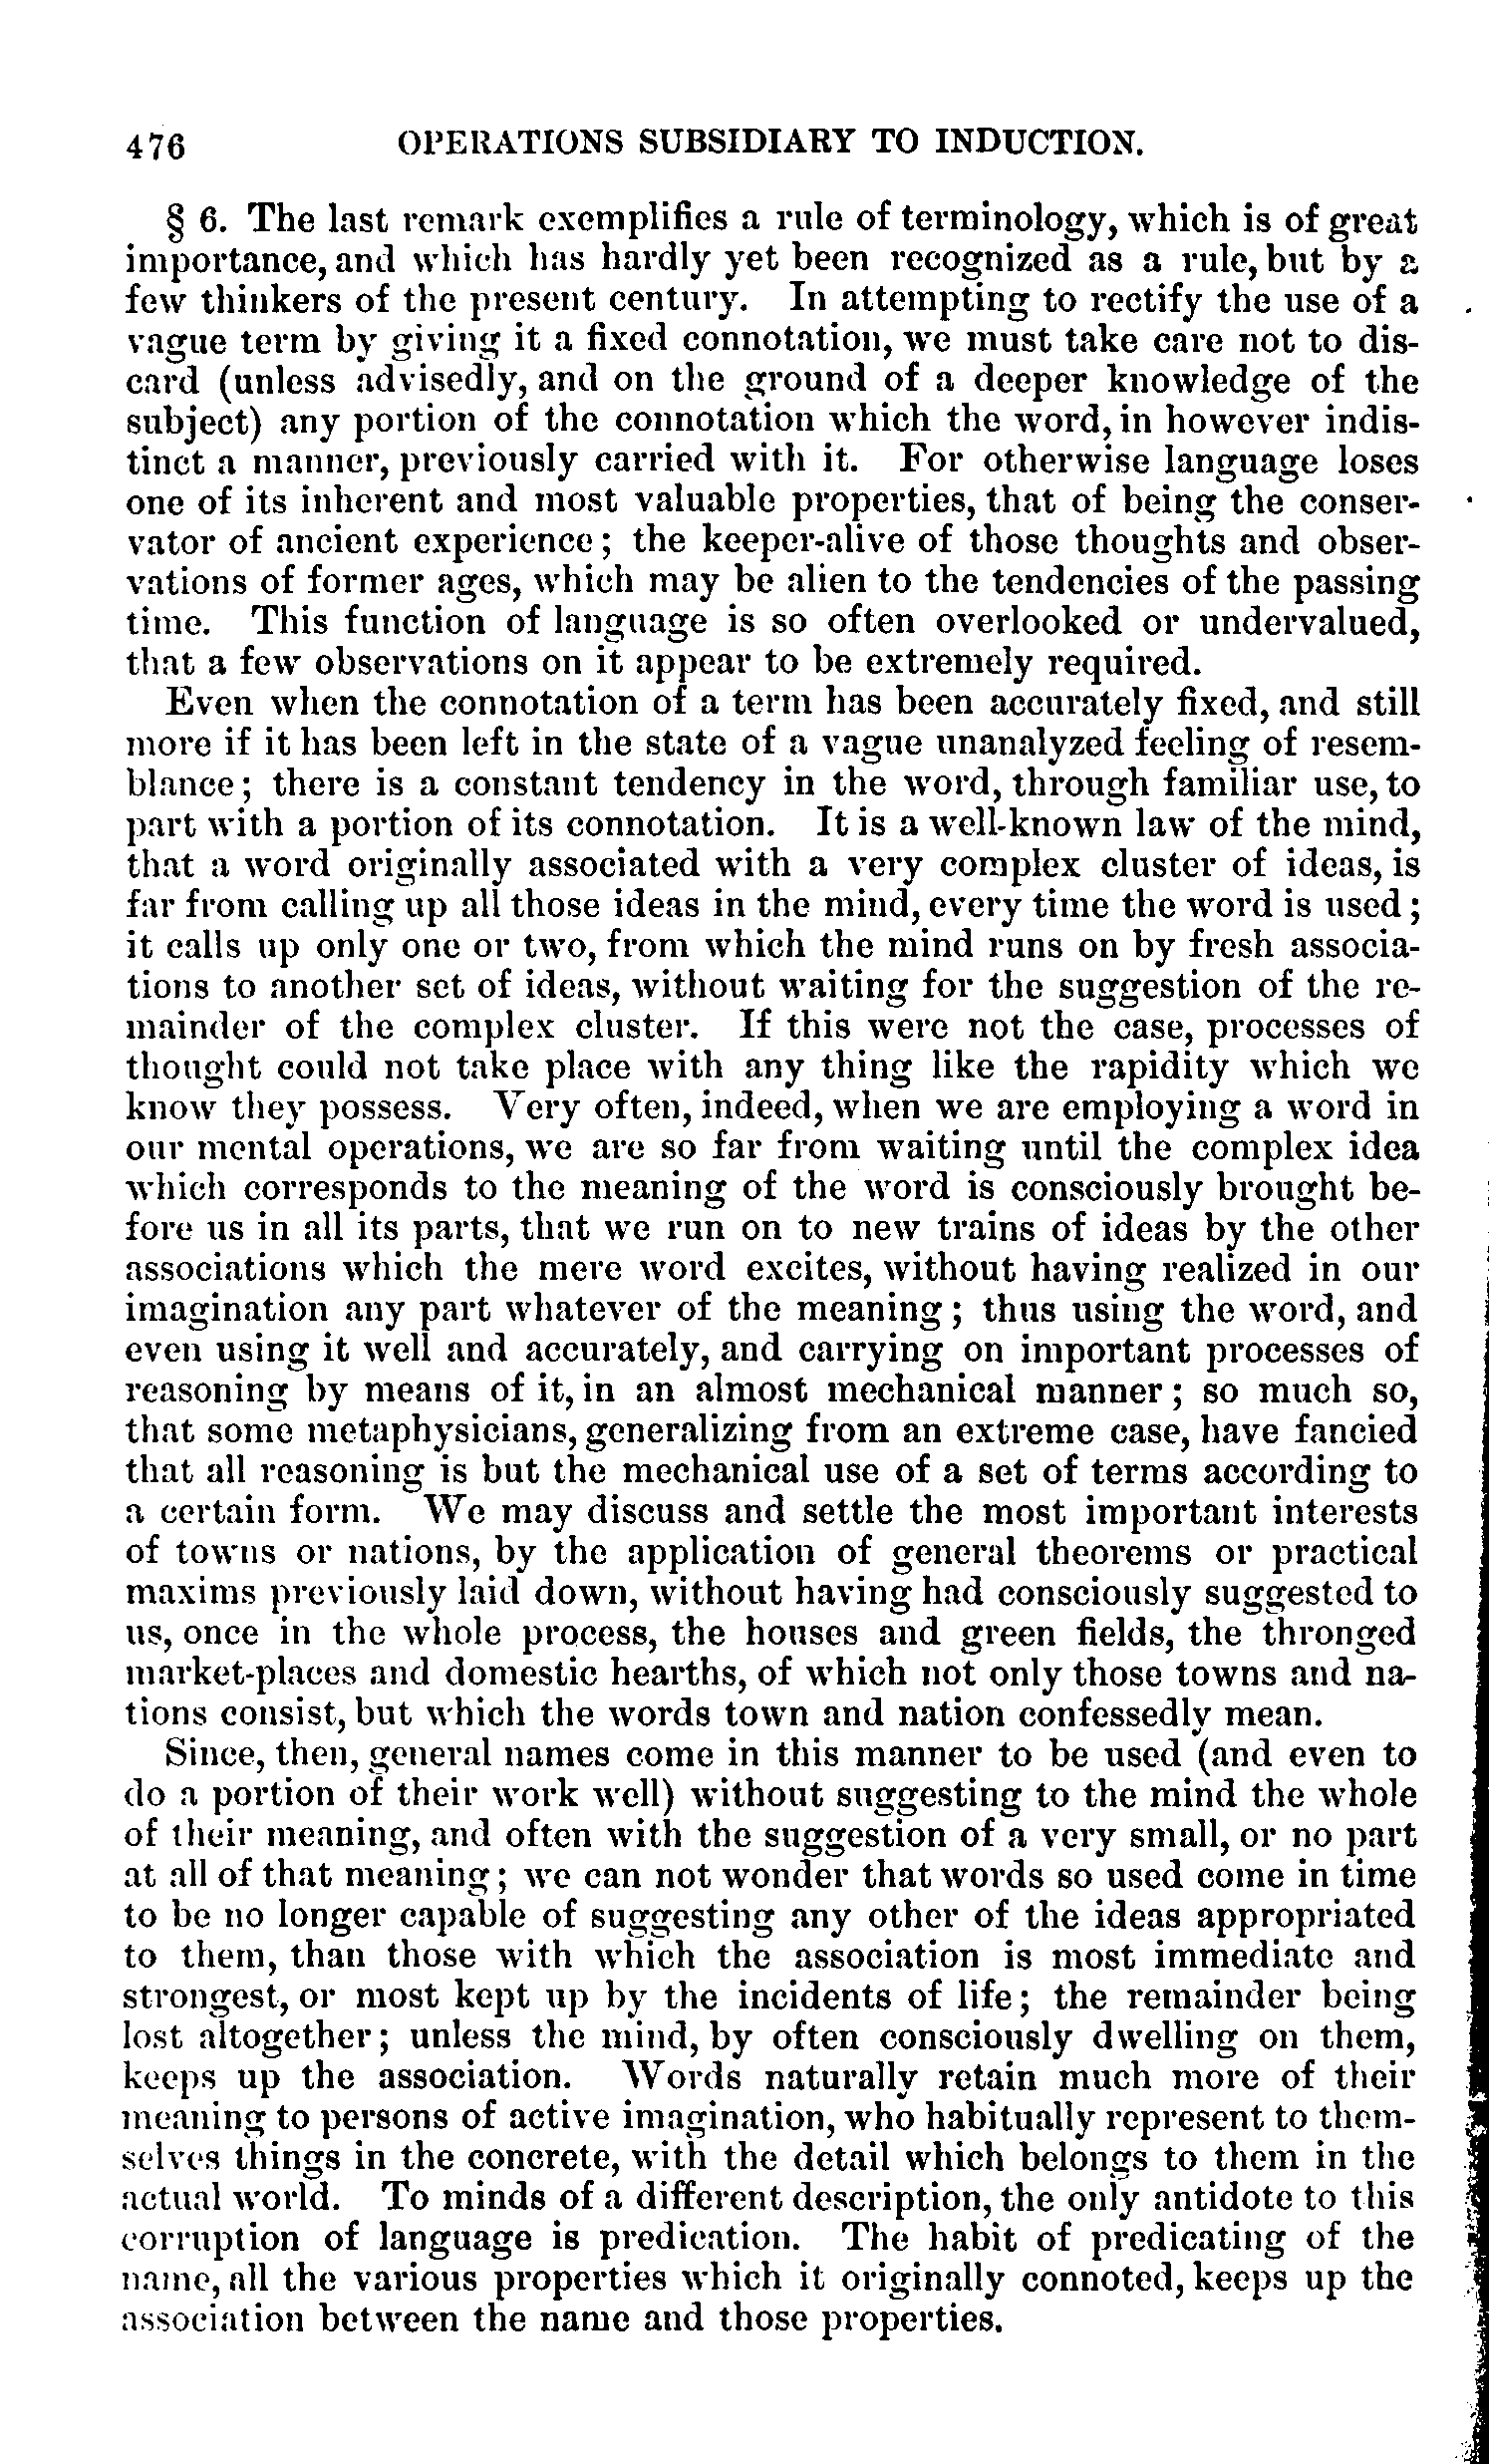 476 OPERATIONS SUBSIDIARY TO INDUCTION.
§ 6. The last remark exemplifies a rule of terminology, which is of great
importance, and which has hardly yet been recognized as a rule, but by a
few thinkers of the present century. In attempting to rectify the use of a
vague term by giving it a fixed connotation, we must take care not to dis-
card (unless advisedly, and on the ground of a deeper knowledge of the
subject) any portion of the connotation which the word, in however indis-
tinct a manner, previously carried with it. For otherwise language loses
one of its inherent and most valuable properties, that of being the conser-
vator of ancient experience; the keeper-alive of those thoughts and obser-
vations of former ages, which may be alien to the tendencies of the passing
time. This function of language is so often overlooked or undervalued,
that a few observations on it appear to be extremely required.
Even when the connotation of a term has been accurately fixed, and still
more if it has been left in the state of a vague unanalyzed feeling of resem-
blance; there is a constant tendency in the word, through familiar use, to
part with a portion of its connotation. It is a well-known law of the mind,
that a word originally associated with a very complex cluster of ideas, is
far from calling up all those ideas in the mind, every time the word is used;
it calls up only one or two, from which the mind runs on by fresh associa-
tions to another set of ideas, without waiting for the suggestion of the re-
mainder of the complex cluster. If this were not the case, processes of
thought could not take place with any thing like the rapidity which we
know they possess. Very often, indeed, when we are employing a word in
our mental operations, we are so far from waiting until the complex idea
which corresponds to the meaning of the word is consciously brought be-
fore us in all its parts, that we run on to new trains of ideas by the other
associations which the mere word excites, without having realized in our
imagination any part whatever of the meaning; thus using the word, and
even using it well and accurately, and carrying on important processes of
reasoning by means of it, in an almost mechanical manner; so much so,
that some metaphysicians, generalizing from an extreme case, have fancied
that all reasoning is but the mechanical use of a set of terms according to
a certain form. We may discuss and settle the most important interests
of towns or nations, by the application of general theorems or practical
maxims previously laid down, without having had consciously suggested to
us, once in the whole process, the houses and green fields, the thronged
market-places and domestic hearths, of which not only those towns and na-
tions consist, but which the words town and nation confessedly mean.
Since, then, general names come in this manner to be used (and even to
do a portion of their work well) without suggesting to the mind the whole
of their meaning, and often with the suggestion of a very small, or no part
at all of that meaning; we can not wonder that words so used come in time
to be no longer capable of suggesting any other of the ideas appropriated
to them, than those with which the association is most immediate and
strongest, or most kept up by the incidents of life; the remainder being
lost altogether; unless the mind, by often consciously dwelling on them,
keeps up the association. Words naturally retain much more of their
meaning to persons of active imagination, who habitually represent to them-
selves things in the concrete, with the detail which belongs to them in the
actual world. To minds of a different description, the only antidote to this
corruption of language is predication. The habit of predicating of the
name, all the various properties which it originally connoted, keeps up the
association between the name and those properties.